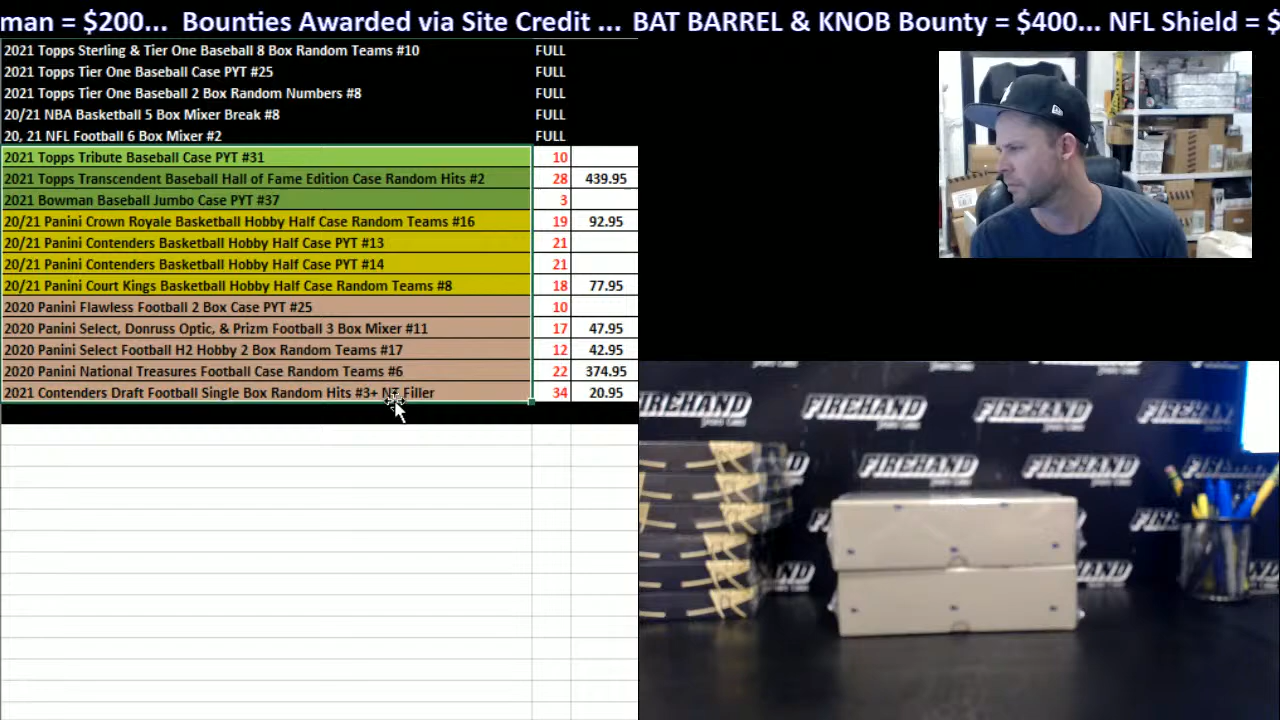 man = $200... Bounties Awarded via Site Credit ... BAT BARREL & KNOB Bounty = $400... NFL Shield = $
2021 Topps Sterling & Tier One Baseball 8 Box Random Teams #10 FULL
2021 Topps Tier One Baseball Case PYT #25 FULL
2021 Topps Tier One Baseball 2 Box Random Numbers #8 FULL
20/21 NBA Basketball 5 Box Mixer Break #8 FULL
20, 21 NFL Football 6 Box Mixer #2 FULL
2021 Topps Tribute Baseball Case PYT #31 10
2021 Topps Transcendent Baseball Hall of Fame Edition Case Random Hits #2 28 439.95
2021 Bowman Baseball Jumbo Case PYT #37 3
20/21 Panini Crown Royale Basketball Hobby Half Case Random Teams #16 19 92.95
20/21 Panini Contenders Basketball Hobby Half Case PYT #13 21
20/21 Panini Contenders Basketball Hobby Half Case PYT #14 21
20/21 Panini Court Kings Basketball Hobby Half Case Random Teams #8 18 77.95
2020 Panini Flawless Football 2 Box Case PYT #25 10
2020 Panini Select, Donruss Optic, & Prizm Football 3 Box Mixer #11 17 47.95
2020 Panini Select Football H2 Hobby 2 Box Random Teams #17 12 42.95
2020 Panini National Treasures Football Case Random Teams #6 22 374.95
2021 Contenders Draft Football Single Box Random Hits #3+ NT Filler 34 20.95
FIREHAND FIREHAND FIREHAND
FIREHAND FIREHAND